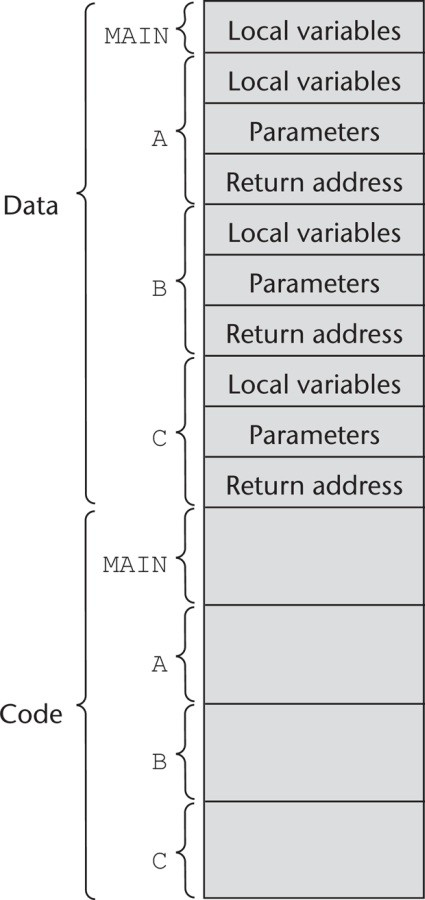 MAIN
Local variables
Local variables
A
Parameters
Return address
Data
Local variables
B
Parameters
Return address
Local variables
C
Parameters
Return address
MAIN
A
Code
B
C